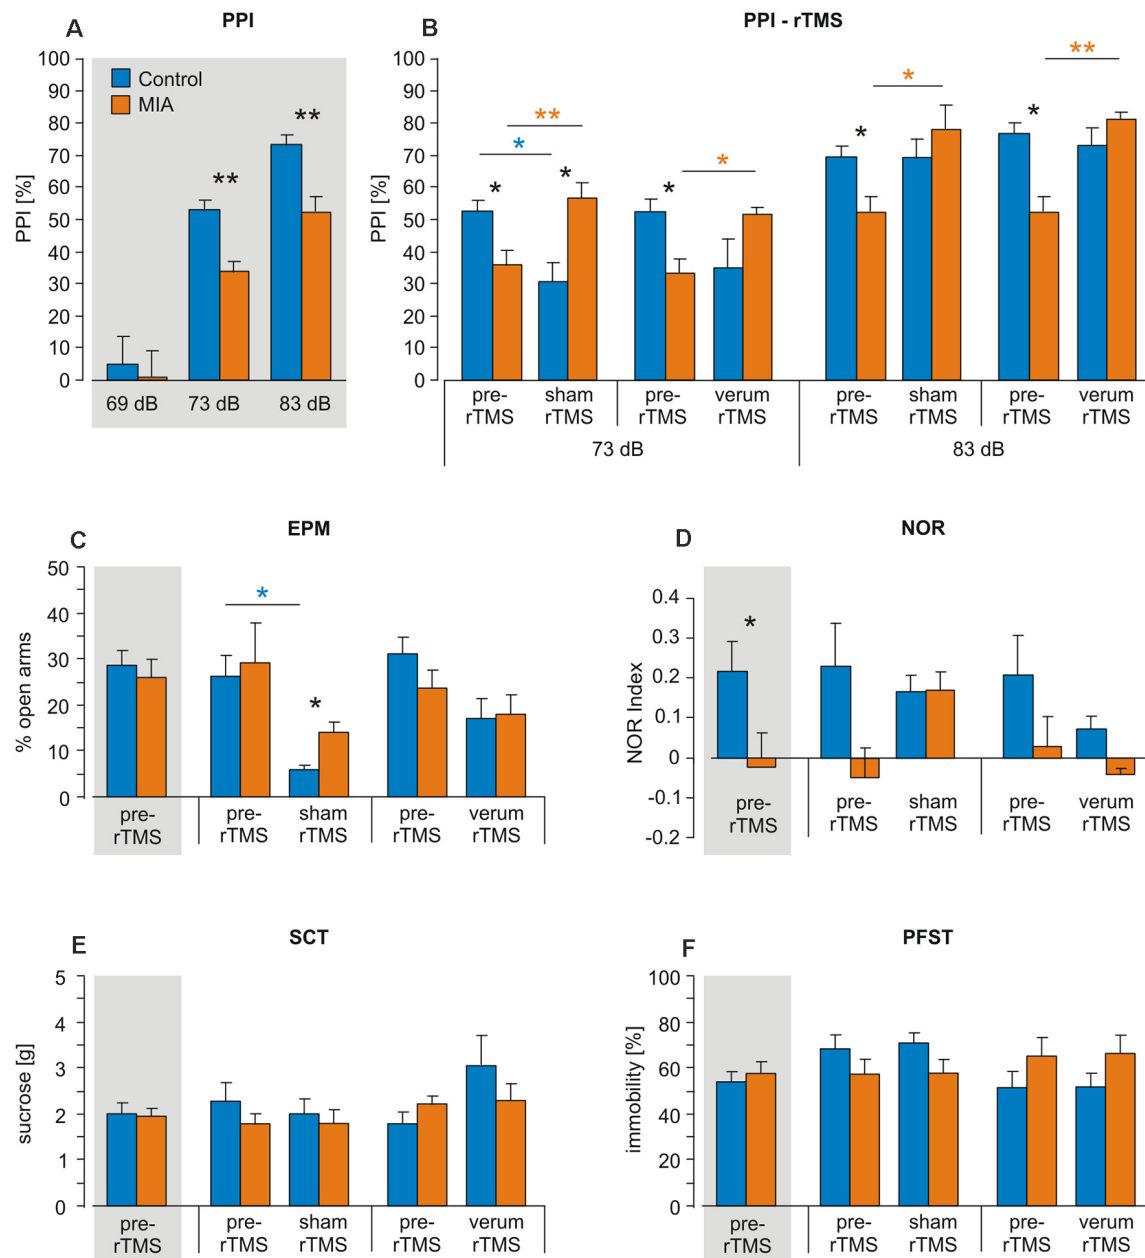 A
PPI
PPI [%]
100
90
80
70
60
50
40
30
20
10
0
Control
MIA
**
**
69 dB
73 dB
83 dB
B
PPI - rTMS
PPI [%]
100
90
80
70
60
50
40
30
20
10
0
*
*
**
*
*
*
*
*
*
**
pre-
rTMS
sham
rTMS
pre-
rTMS
verum
rTMS
pre-
rTMS
sham
rTMS
pre-
rTMS
verum
rTMS
73 dB
83 dB
C
EPM
% open arms
50
40
30
20
10
0
*
*
pre-
rTMS
pre-
rTMS
sham
rTMS
pre-
rTMS
verum
rTMS
D
NOR
NOR Index
0.4
0.3
0.2
0.1
0
-0.1
-0.2
*
pre-
rTMS
pre-
rTMS
sham
rTMS
pre-
rTMS
verum
rTMS
E
SCT
sucrose [g]
5
4
3
2
1
0
pre-
rTMS
pre-
rTMS
sham
rTMS
pre-
rTMS
verum
rTMS
F
PFST
immobility [%]
100
80
60
40
20
0
pre-
rTMS
pre-
rTMS
sham
rTMS
pre-
rTMS
verum
rTMS